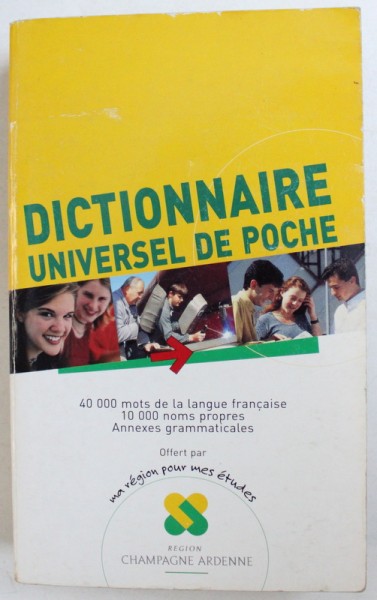 DICTIONNAIRE
UNIVERSEL DE POCHE
40 000 mots de la langue française
10 000 noms propres
Annexes grammaticales
Offert par
ma région pour mes études
REGION
CHAMPAGNE ARDENNE